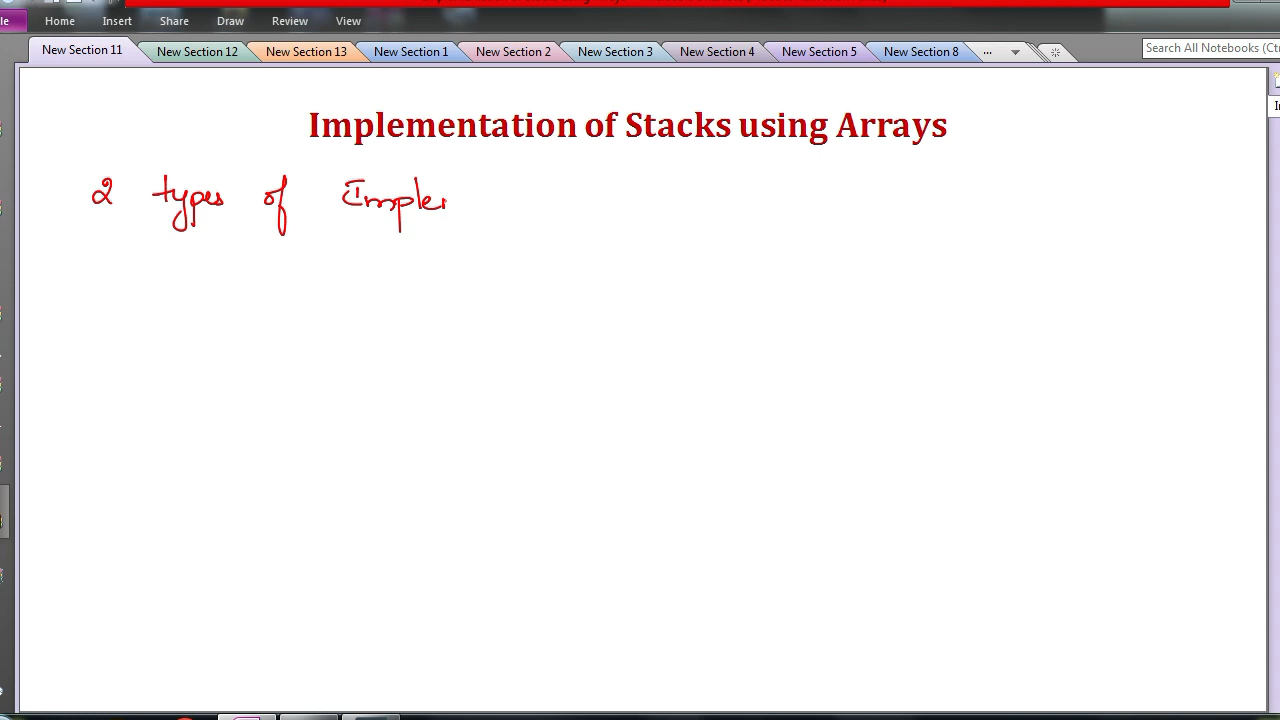 Home Insert Share Draw Review View
New Section 11 New Section 12 New Section 13 New Section 1 New Section 2 New Section 3 New Section 4 New Section 5 New Section 8 ... Search All Notebooks (Ctr
Implementation of Stacks using Arrays
2 types of Imple